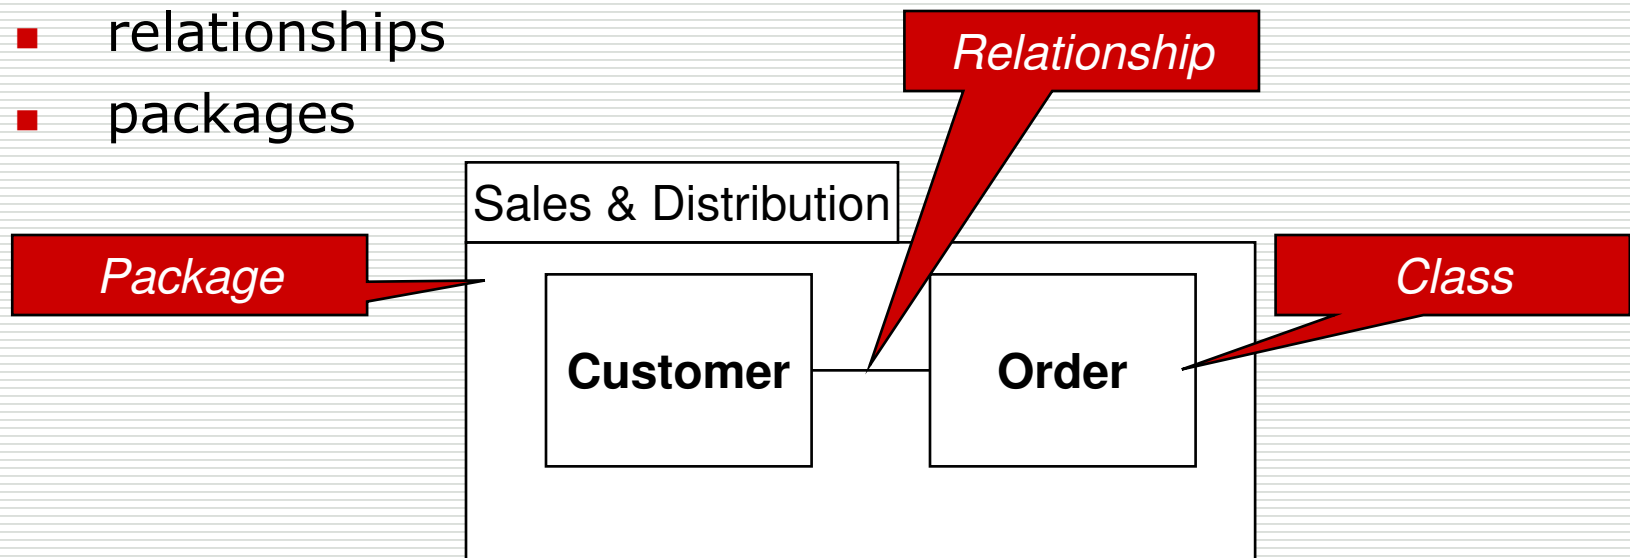 relationships
packages
Relationship
Sales & Distribution
Package
Class
Customer
Order